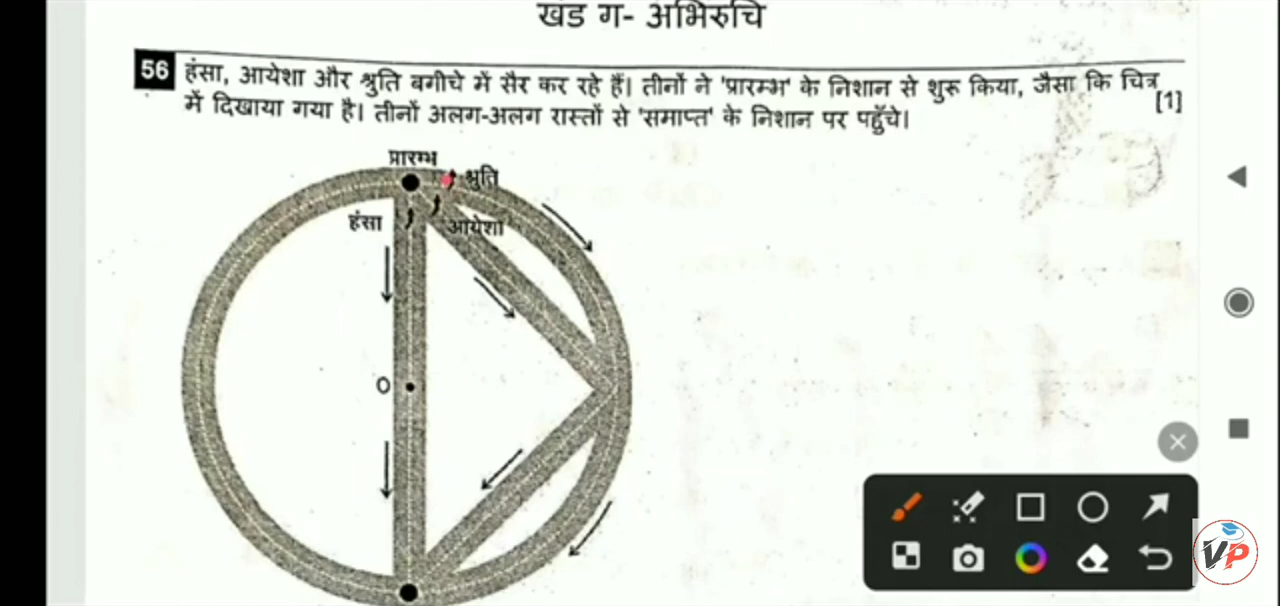 खंड ग- अभिरुचि
56 हंसा, आयेशा और श्रुति बगीचे में सैर कर रहे हैं। तीनों ने 'प्रारम्भ' के निशान से शुरू किया, जैसा कि चित्र
में दिखाया गया है। तीनों अलग-अलग रास्तों से 'समाप्त' के निशान पर पहुँचे।
[1]
प्रारम्भ
श्रुति
हंसा
आयेशा
O
VP